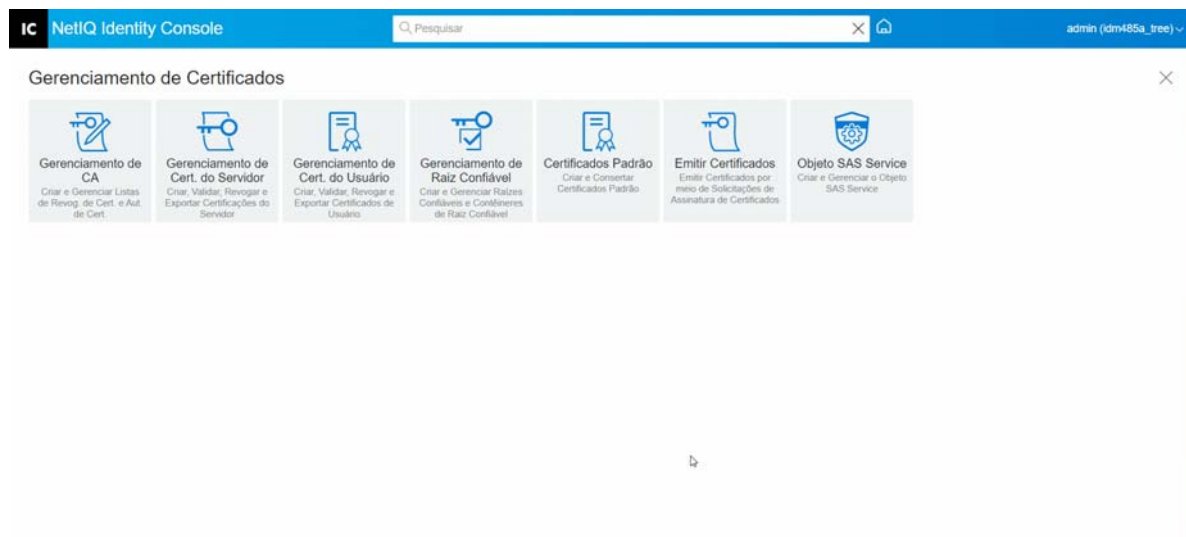 IC NetIQ Identity Console
Pesquisar
admin (idm485a_tree)
Gerenciamento de Certificados
Gerenciamento de
CA
Criar e Gerenciar Listas
de Revog. de Cert. e Aut.
de Cert.
Gerenciamento de
Cert. do Servidor
Criar, Validar, Revogar e
Exportar Certificações do
Servidor
Gerenciamento de
Cert. do Usuário
Criar, Validar, Revogar e
Exportar Certificados de
Usuário
Gerenciamento de
Raiz Confiável
Criar e Gerenciar Raízes
Confiáveis e Contêineres
de Raiz Confiável
Certificados Padrão
Criar e Consertar
Certificados Padrão
Emitir Certificados
Emitir Certificados por
meio de Solicitações de
Assinatura de Certificados
Objeto SAS Service
Criar e Gerenciar o Objeto
SAS Service